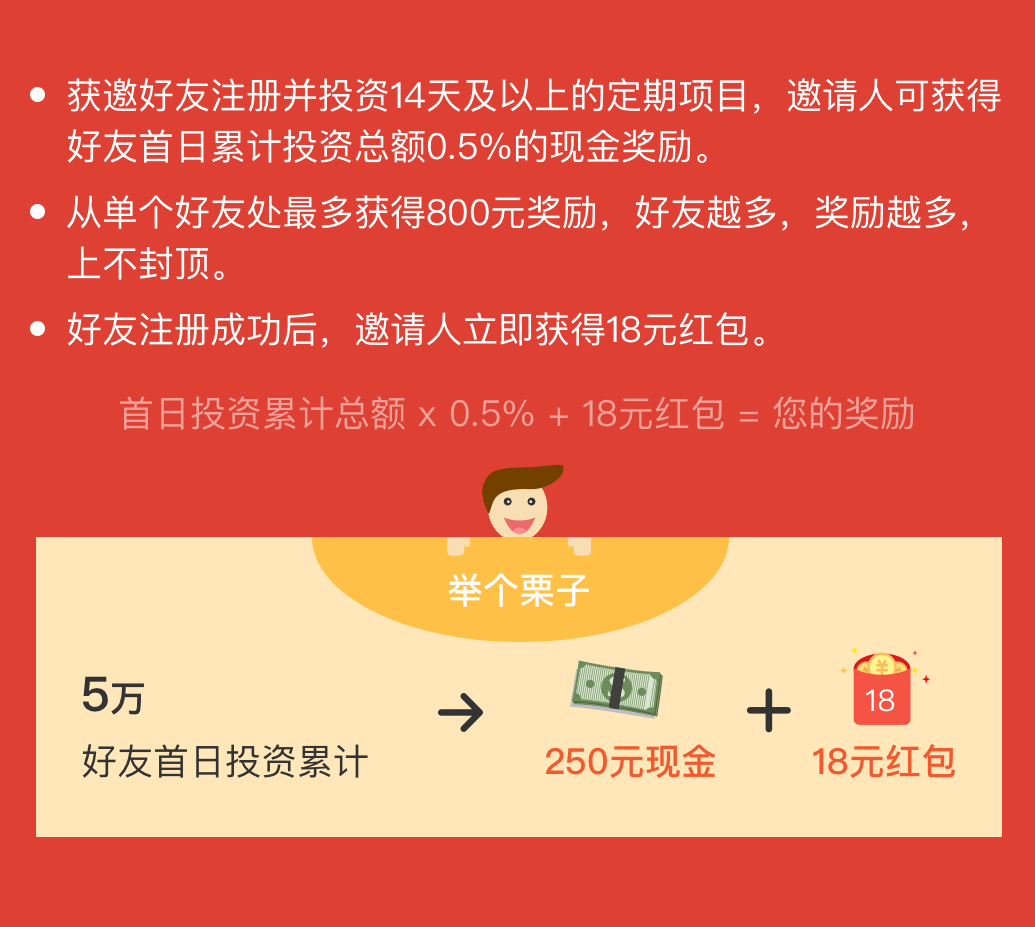 获邀好友注册并投资14天及以上的定期项目，邀请人可获得
好友首日累计投资总额0.5%的现金奖励。
从单个好友处最多获得800元奖励，好友越多，奖励越多，
上不封顶。
好友注册成功后，邀请人立即获得18元红包。
首日投资累计总额 x 0.5% + 18元红包 = 您的奖励
举个栗子
5万
好友首日投资累计
250元现金
18
18元红包